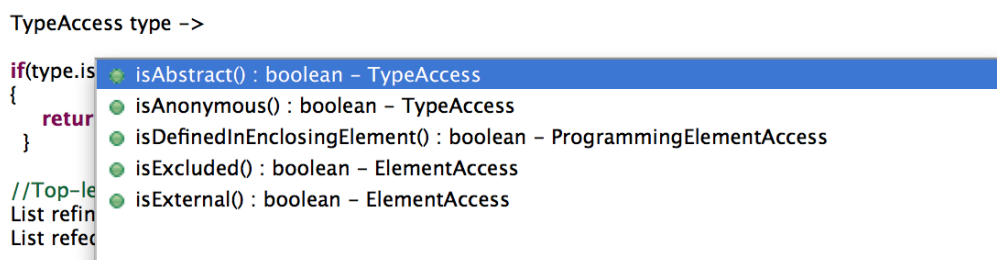 TypeAccess type ->
if(type.is
isAbstract() : boolean – TypeAccess
{
isAnonymous() : boolean – TypeAccess
retur
isDefinedInEnclosingElement() : boolean – ProgrammingElementAccess
}
isExcluded() : boolean – ElementAccess
//Top-le
isExternal() : boolean – ElementAccess
List refin
List refec